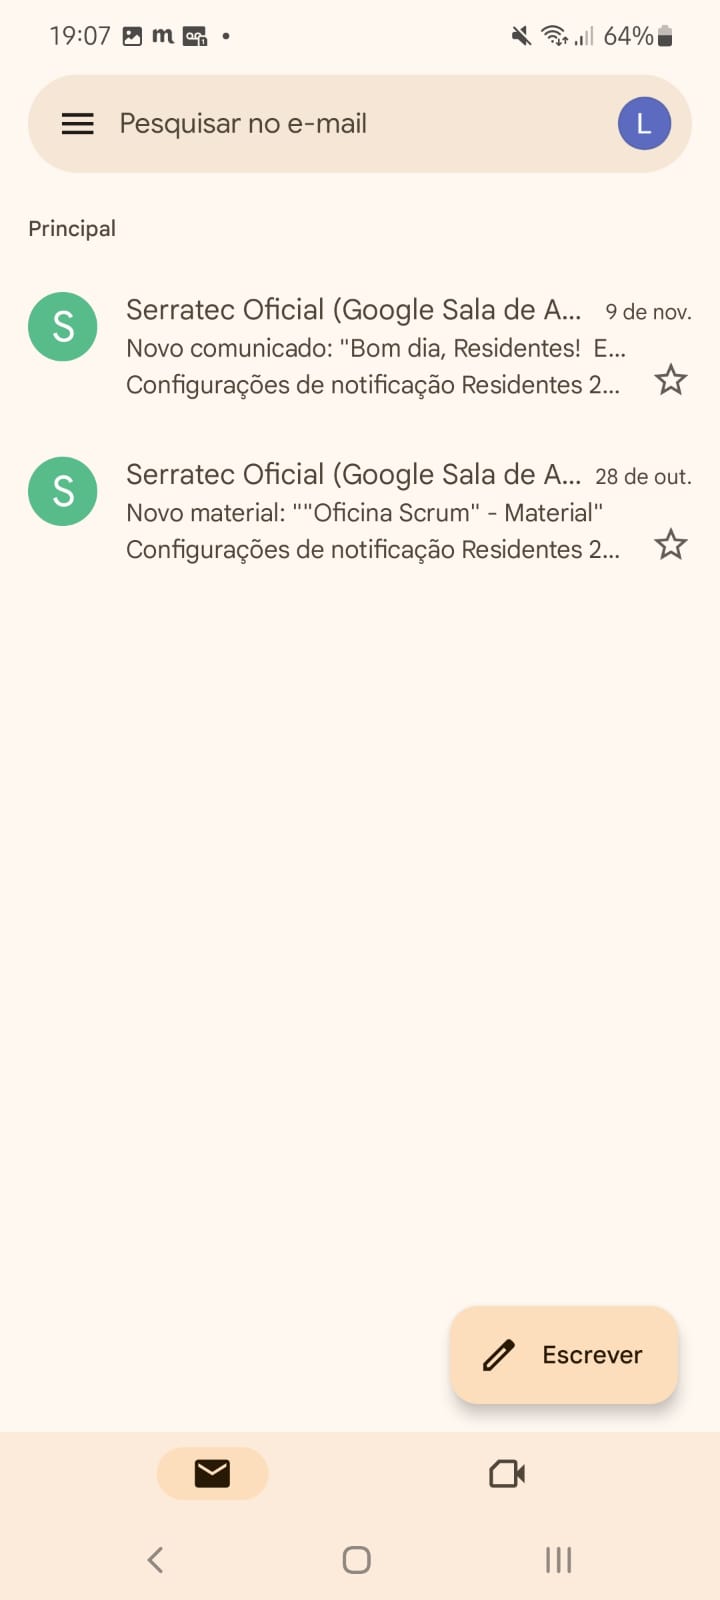 19:07 m 64%
Pesquisar no e-mail L
Principal
S Serratec Oficial (Google Sala de A... 9 de nov.
Novo comunicado: "Bom dia, Residentes! E...
Configurações de notificação Residentes 2...
S Serratec Oficial (Google Sala de A... 28 de out.
Novo material: ""Oficina Scrum" - Material"
Configurações de notificação Residentes 2...
Escrever